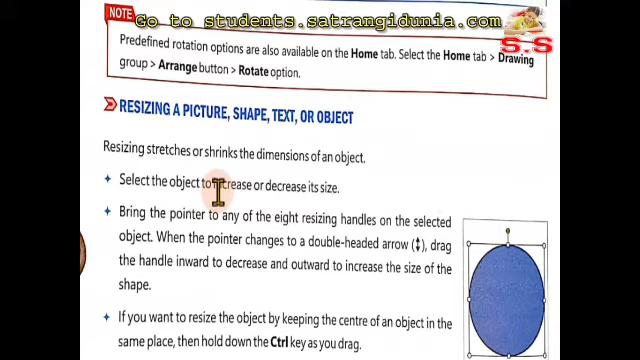 NOTE
Go to students.satrangidunia.com
S.S
Predefined rotation options are also available on the Home tab. Select the Home tab > Drawing
group > Arrange button > Rotate option.
RESIZING A PICTURE, SHAPE, TEXT, OR OBJECT
Resizing stretches or shrinks the dimensions of an object.
Select the object to increase or decrease its size.
Bring the pointer to any of the eight resizing handles on the selected
object. When the pointer changes to a double-headed arrow (⇕), drag
the handle inward to decrease and outward to increase the size of the
shape.
If you want to resize the object by keeping the centre of an object in the
same place, then hold down the Ctrl key as you drag.